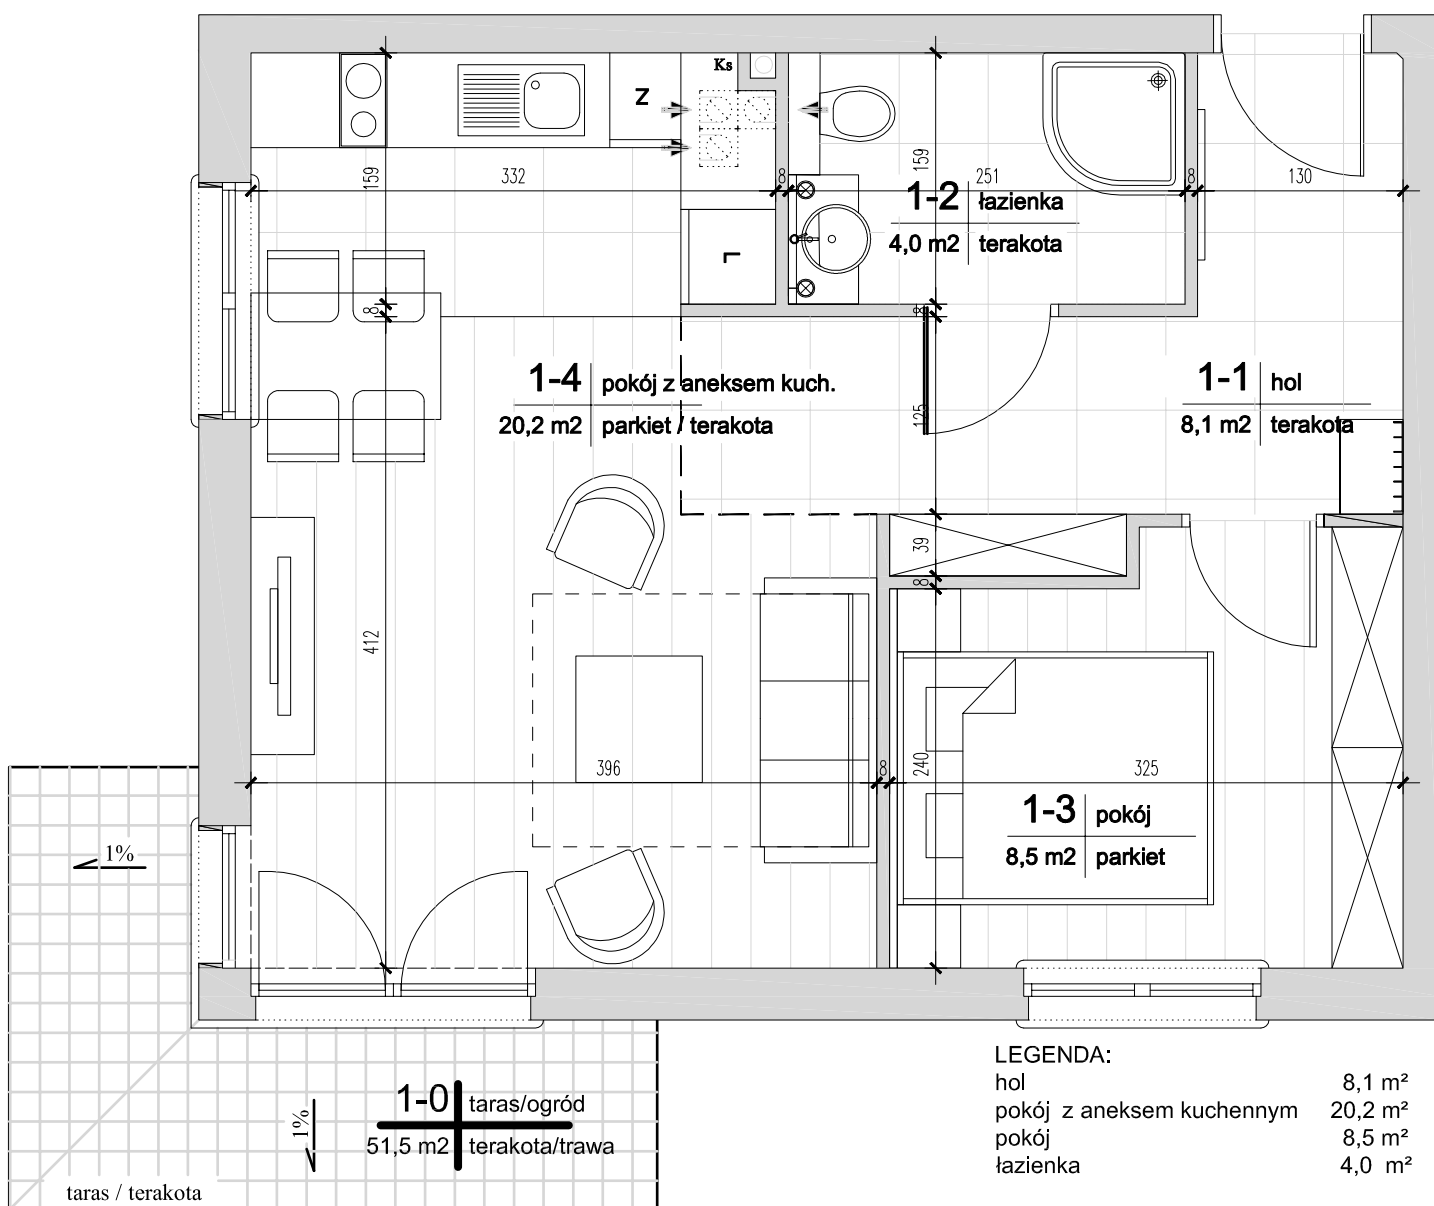 Ks
Z
159
332
8
159
251
8
130
1-2 łazienka
4,0 m2 terakota
L
8
8
1-4 pokój z aneksem kuch.
20,2 m2 parkiet / terakota
125
1-1 hol
8,1 m2 terakota
39
8
412
396
8
240
325
1-3 pokój
8,5 m2 parkiet
1%
1-0 taras/ogród
51,5 m2 terakota/trawa
1%
taras / terakota
LEGENDA:
hol 8,1 m²
pokój z aneksem kuchennym 20,2 m²
pokój 8,5 m²
łazienka 4,0 m²